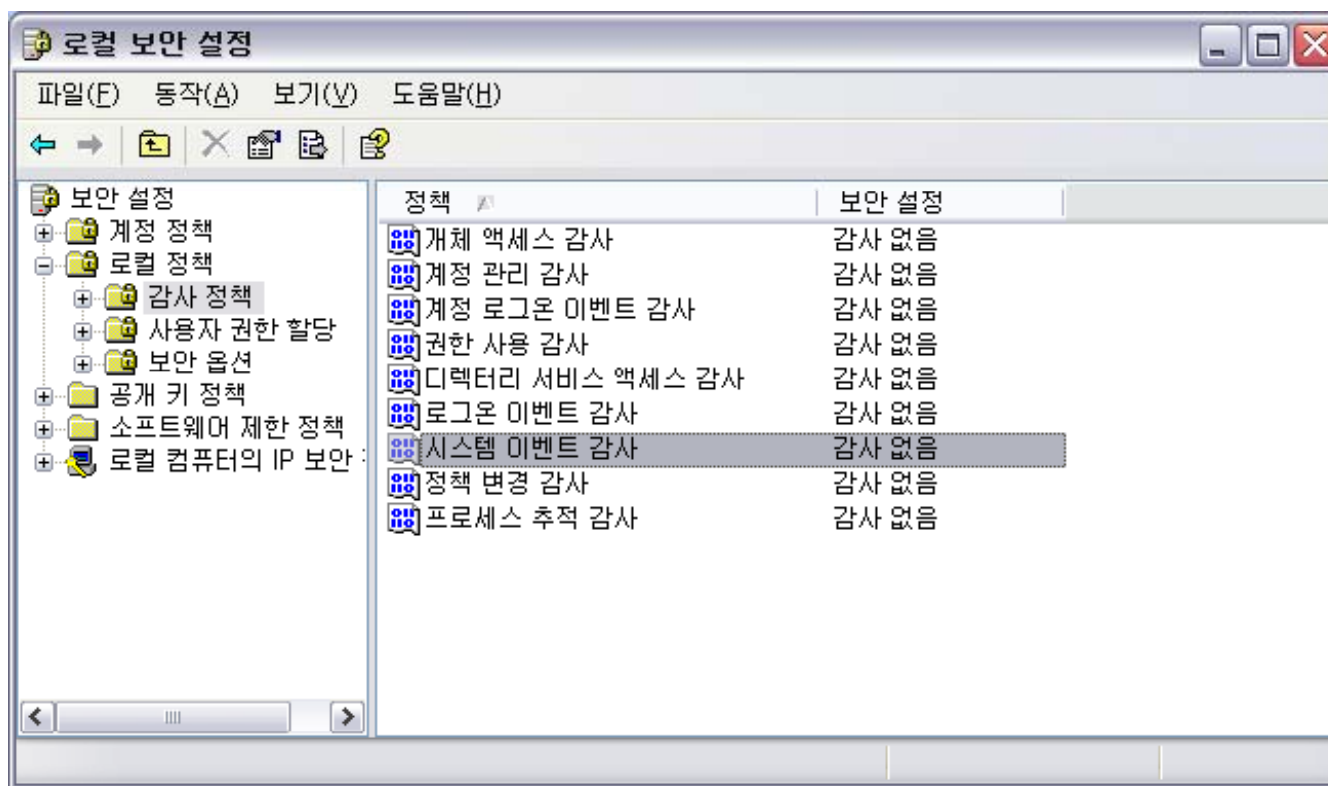 로컬 보안 설정
파일(F) 동작(A) 보기(V) 도움말(H)
보안 설정
계정 정책
로컬 정책
감사 정책
사용자 권한 할당
보안 옵션
공개 키 정책
소프트웨어 제한 정책
로컬 컴퓨터의 IP 보안
정책 보안 설정
개체 액세스 감사 감사 없음
계정 관리 감사 감사 없음
계정 로그온 이벤트 감사 감사 없음
권한 사용 감사 감사 없음
디렉터리 서비스 액세스 감사 감사 없음
로그온 이벤트 감사 감사 없음
시스템 이벤트 감사 감사 없음
정책 변경 감사 감사 없음
프로세스 추적 감사 감사 없음